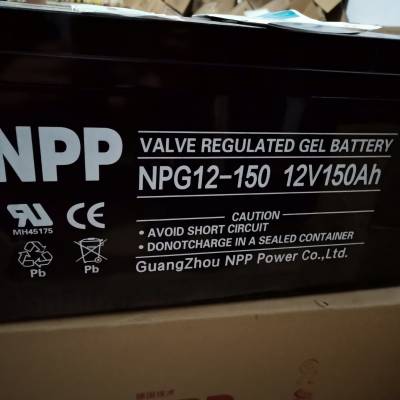 NPP
VALVE REGULATED GEL BATTERY
NPG12-150 12V150Ah
MH45175
CE
Pb
Pb
CAUTION
• AVOID SHORT CIRCUIT
• DONOTCHARGE IN A SEALED CONTAINER
GuangZhou NPP Power Co.,Ltd.